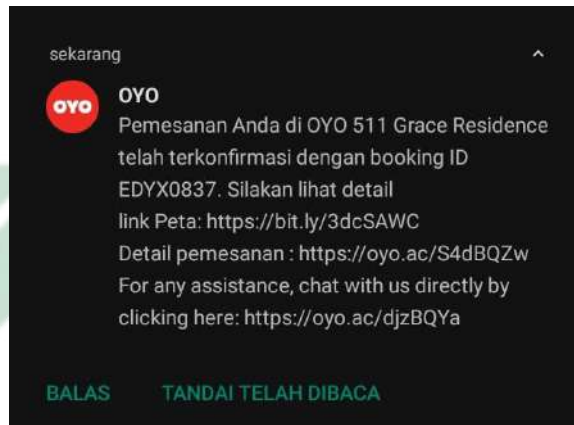 sekarang
OYO
OYO
Pemesanan Anda di OYO 511 Grace Residence
telah terkonfirmasi dengan booking ID
EDYX0837. Silakan lihat detail
link Peta: https://bit.ly/3dcSAWC
Detail pemesanan : https://oyo.ac/S4dBQZw
For any assistance, chat with us directly by
clicking here: https://oyo.ac/djzBQYa
BALAS TANDAI TELAH DIBACA